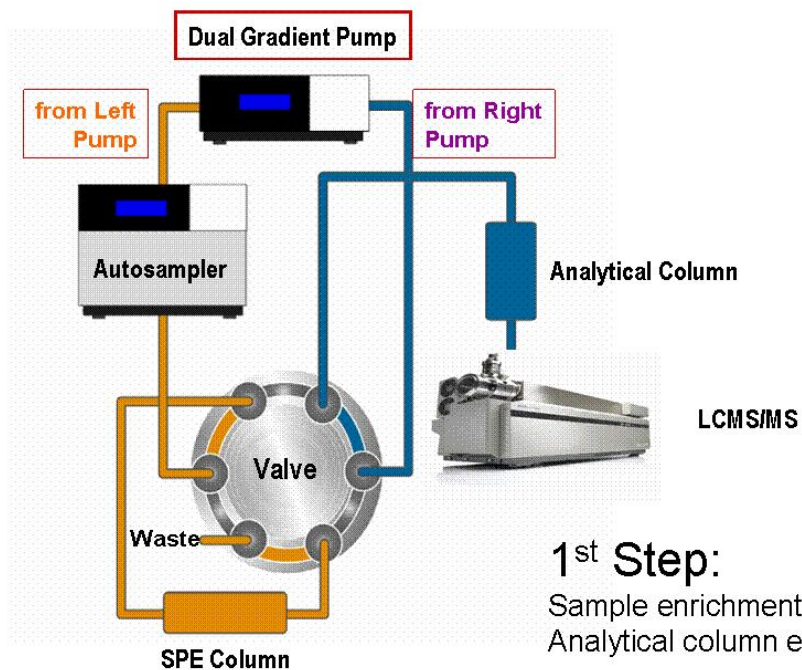 Dual Gradient Pump
from Left
Pump
from Right
Pump
Autosampler
Analytical Column
LCMS/MS
Valve
Waste
SPE Column
1st Step:
Sample enrichment
Analytical column e